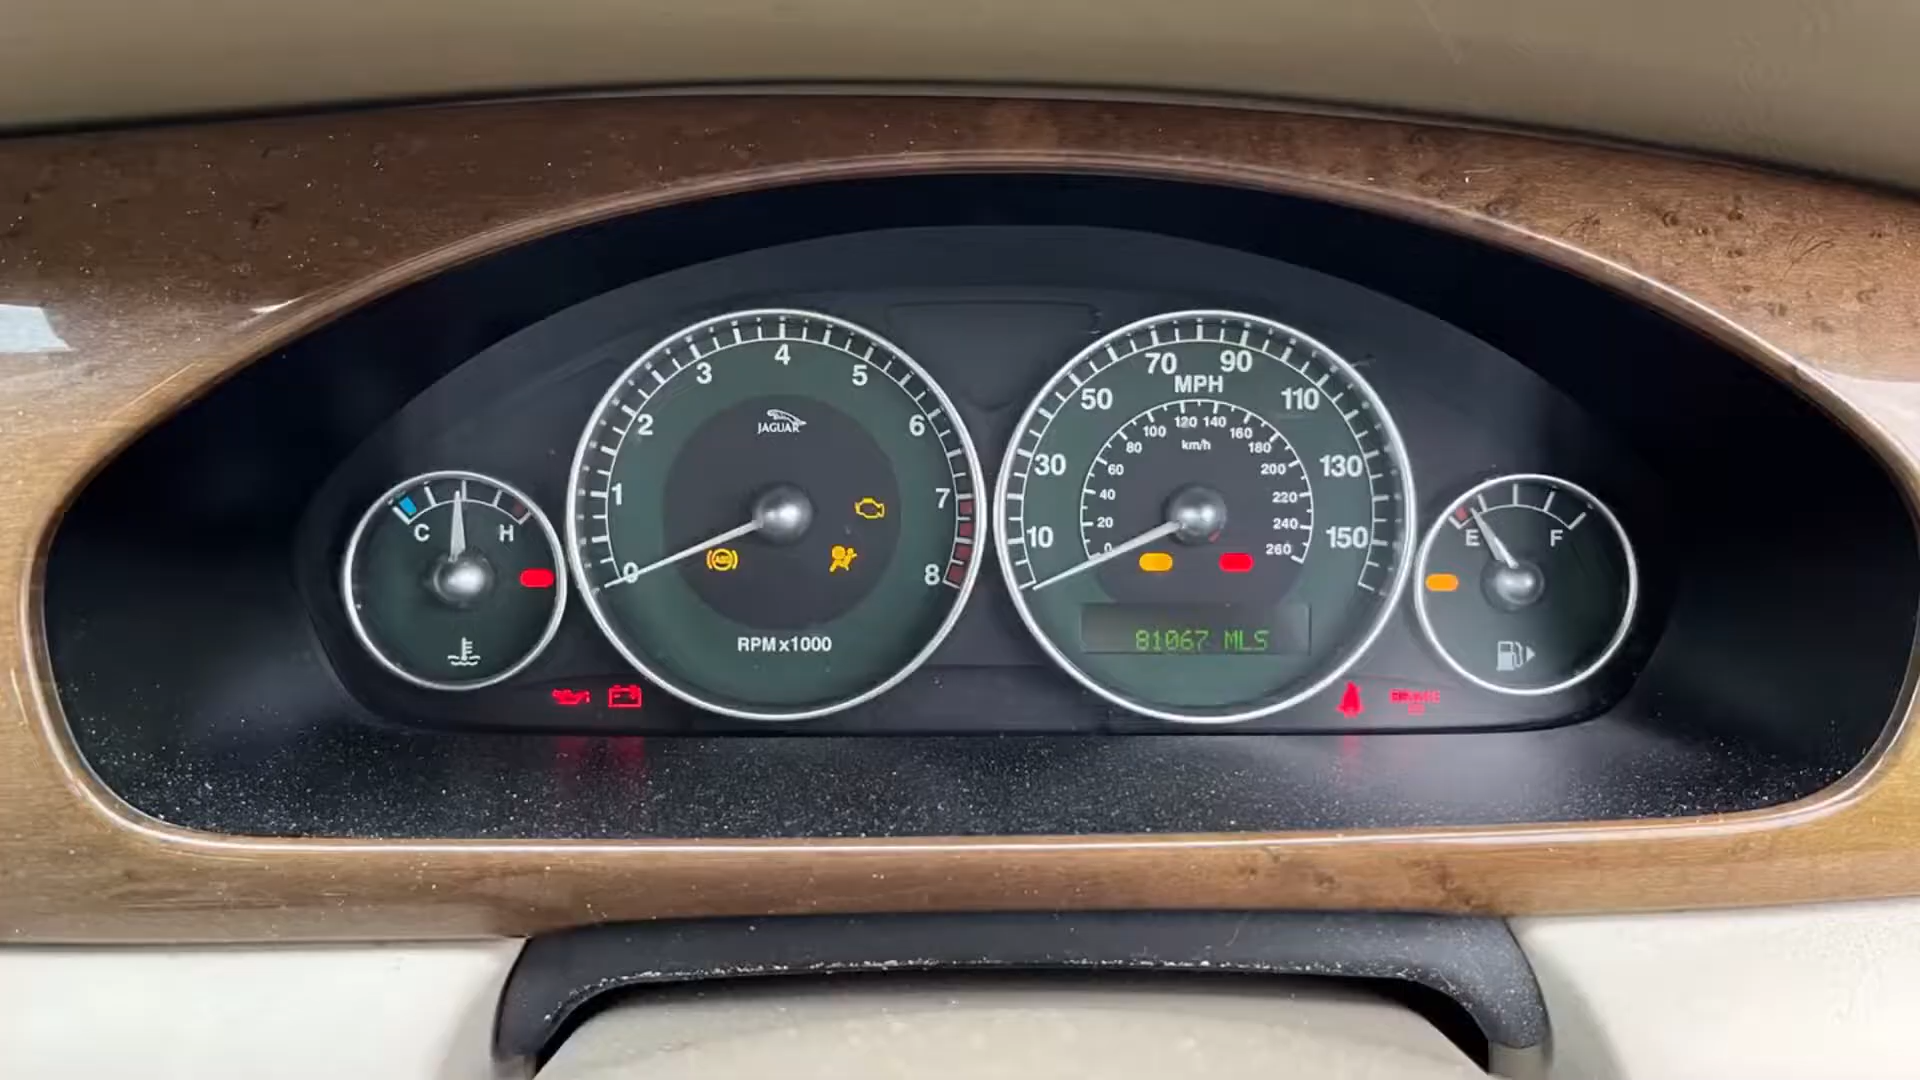 JAGUAR
0 1 2 3 4 5 6 7 8
ABS
RPM x1000
C H
10 30 50 70 90 110 130 150
MPH
0 20 40 60 80 100 120 140 160 180 200 220 240 260
km/h
81067 MLS
E F